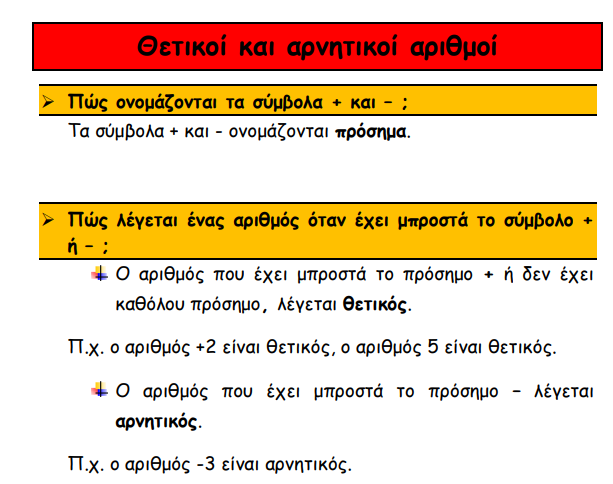 Θετικοί και αρνητικοί αριθμοί
Πώς ονομάζονται τα σύμβολα + και – ;
Τα σύμβολα + και - ονομάζονται πρόσημα.
Πώς λέγεται ένας αριθμός όταν έχει μπροστά το σύμβολο +
ή – ;
Ο αριθμός που έχει μπροστά το πρόσημο + ή δεν έχει
καθόλου πρόσημο, λέγεται θετικός.
Π.χ. ο αριθμός +2 είναι θετικός, ο αριθμός 5 είναι θετικός.
Ο αριθμός που έχει μπροστά το πρόσημο – λέγεται
αρνητικός.
Π.χ. ο αριθμός -3 είναι αρνητικός.